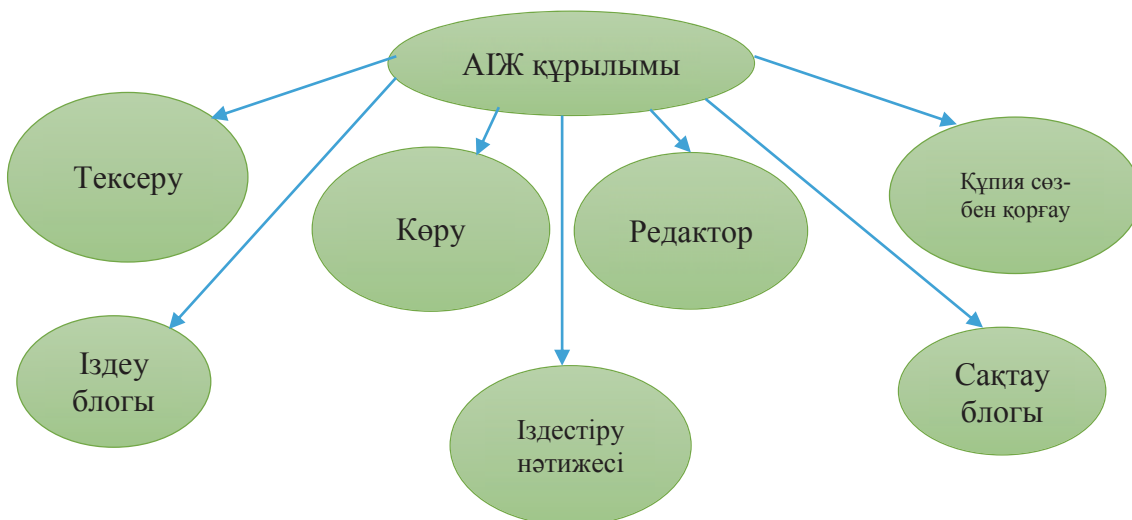 АІЖ құрылымы
Тексеру
Көру
Редактор
Құпия сөз-
бен қорғау
Іздеу
блогы
Іздестіру
нәтижесі
Сақтау
блогы